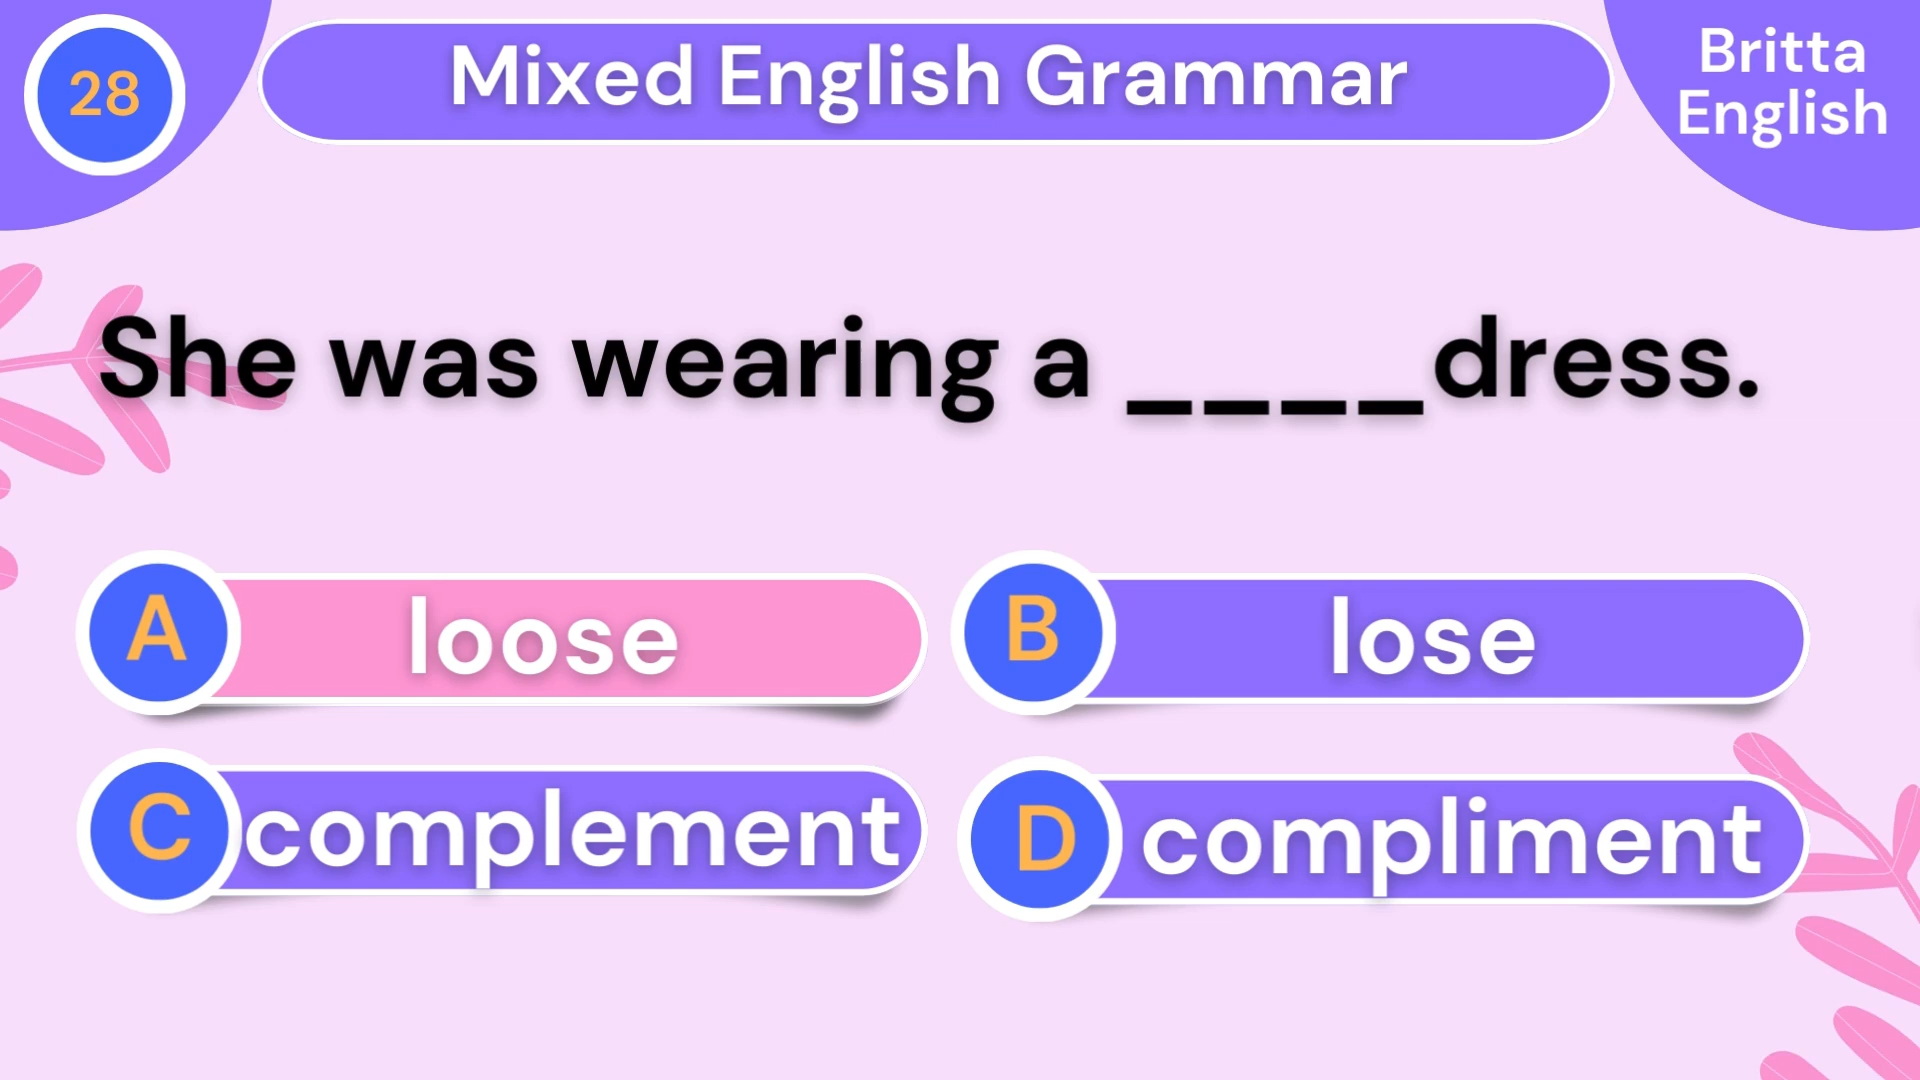 28
Mixed English Grammar
Britta
English
She was wearing a ____dress.
A
loose
B
lose
C
complement
D
compliment